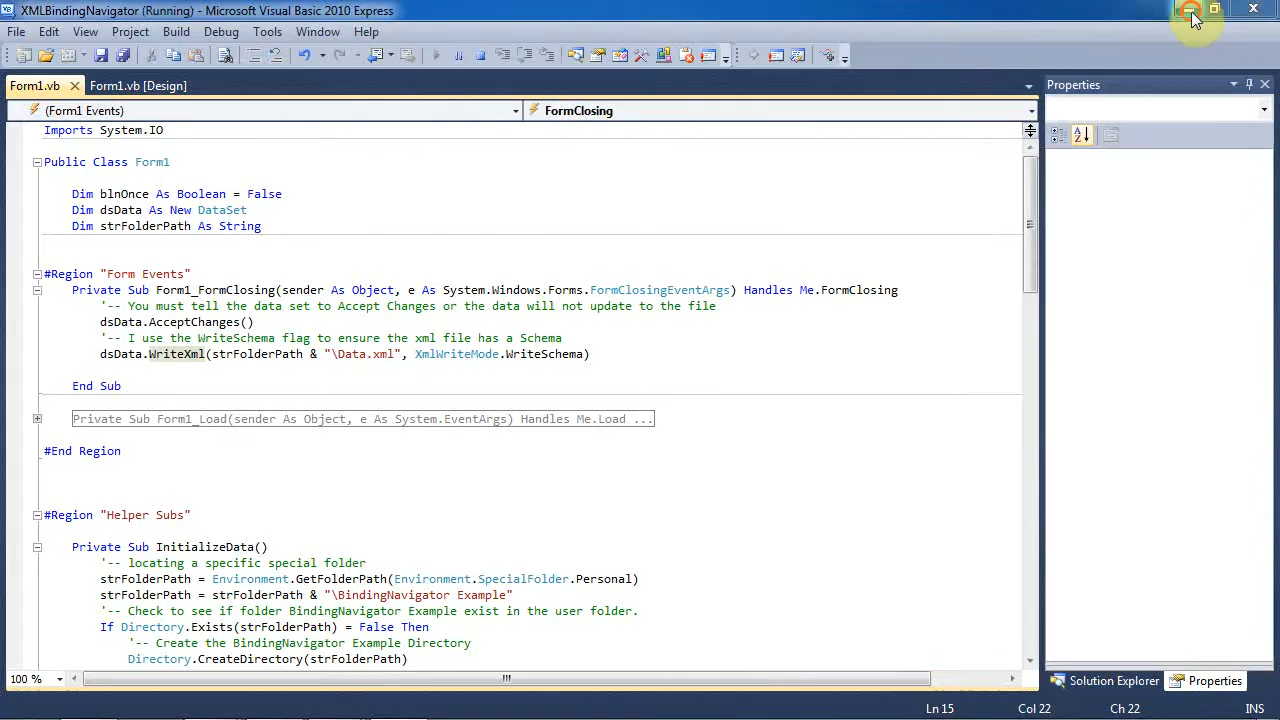 XMLBindingNavigator (Running) - Microsoft Visual Basic 2010 Express
File Edit View Project Build Debug Tools Window Help
Form1.vb Form1.vb [Design]
Properties
(Form1 Events) FormClosing
Imports System.IO
Public Class Form1
Dim blnOnce As Boolean = False
Dim dsData As New DataSet
Dim strFolderPath As String
#Region "Form Events"
Private Sub Form1_FormClosing(sender As Object, e As System.Windows.Forms.FormClosingEventArgs) Handles Me.FormClosing
'-- You must tell the data set to Accept Changes or the data will not update to the file
dsData.AcceptChanges()
'-- I use the WriteSchema flag to ensure the xml file has a Schema
dsData.WriteXml(strFolderPath & "\Data.xml", XmlWriteMode.WriteSchema)
End Sub
Private Sub Form1_Load(sender As Object, e As System.EventArgs) Handles Me.Load ...
#End Region
#Region "Helper Subs"
Private Sub InitializeData()
'-- locating a specific special folder
strFolderPath = Environment.GetFolderPath(Environment.SpecialFolder.Personal)
strFolderPath = strFolderPath & "\BindingNavigator Example"
'-- Check to see if folder BindingNavigator Example exist in the user folder.
If Directory.Exists(strFolderPath) = False Then
'-- Create the BindingNavigator Example Directory
Directory.CreateDirectory(strFolderPath)
100 %
Solution Explorer Properties
Ln 15 Col 22 Ch 22 INS